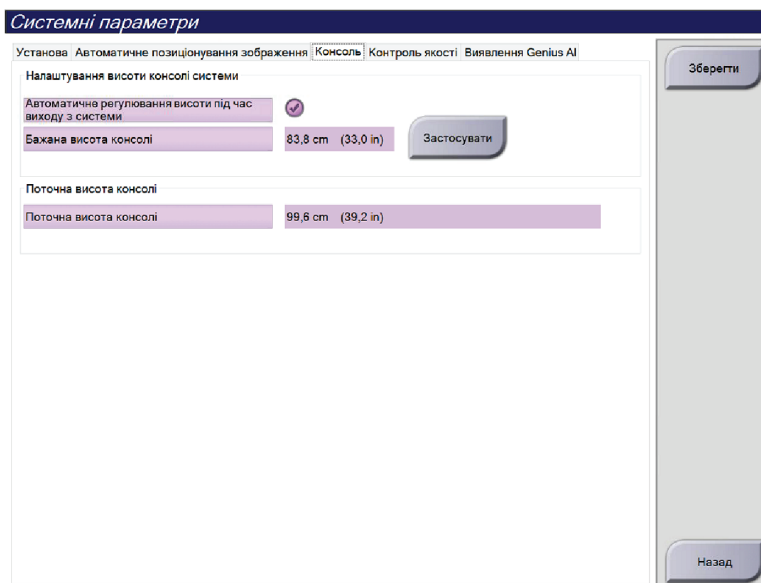 Системні параметри
Установа Автоматичне позиціонування зображення Консоль Контроль якості Виявлення Genius AI
Зберегти
Налаштування висоти консолі системи
Автоматичне регулювання висоти під час
виходу з системи
Бажана висота консолі 83,8 cm (33,0 in) Застосувати
Поточна висота консолі
Поточна висота консолі 99,6 cm (39,2 in)
Назад